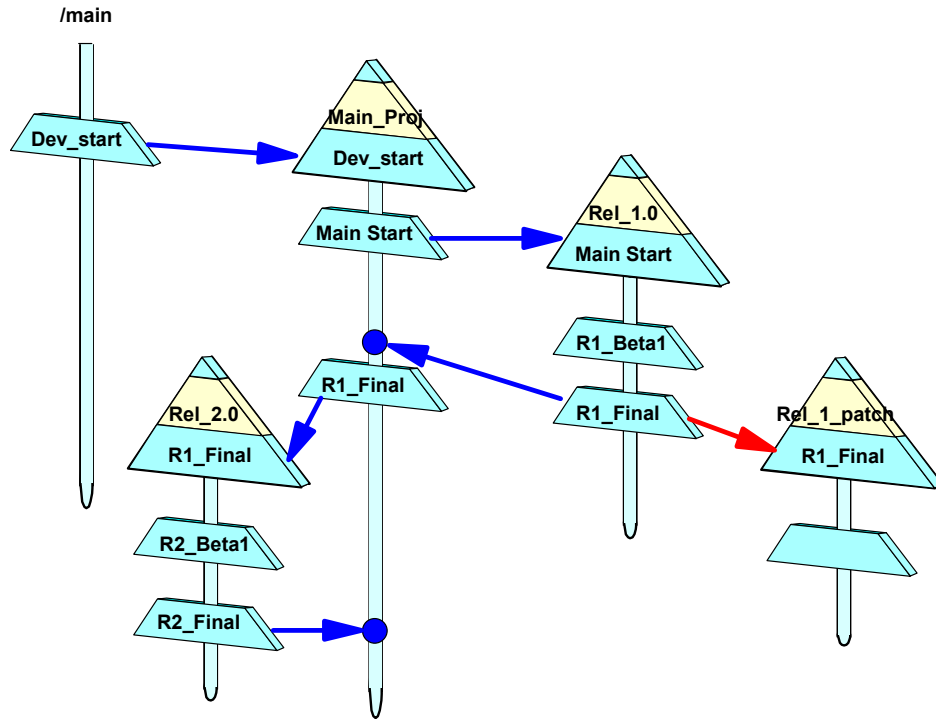 /main
Dev_start
Main_Proj
Dev_start
Main Start
Rel_1.0
Main Start
R1_Beta1
R1_Final
R1_Final
Rel_2.0
R1_Final
R2_Beta1
R2_Final
Rel_1_patch
R1_Final